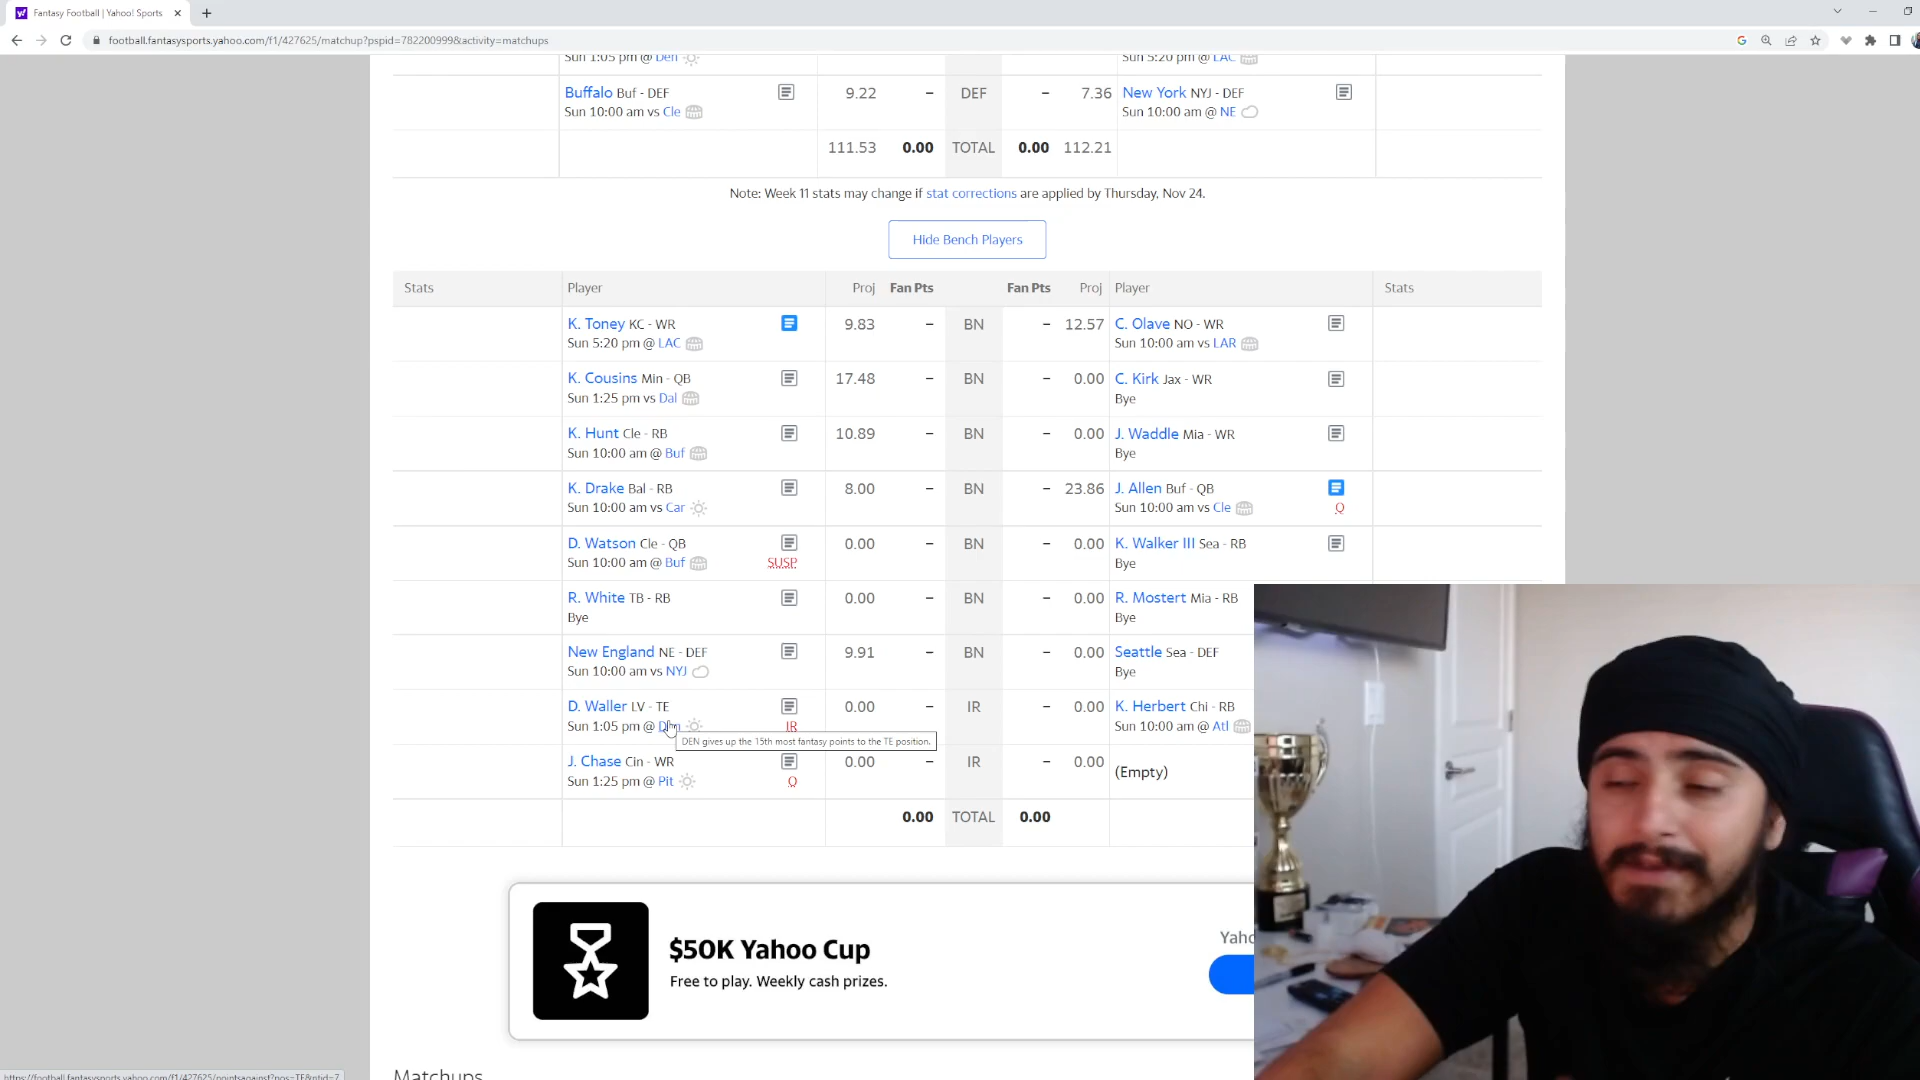 Fantasy Football | Yahoo! Sports
football.fantasysports.yahoo.com/f1/427625/matchup?pspid=782200999&activity=matchups
Sun 1:05 pm @ Den
Sun 5:20 pm @ LAC
Buffalo Buf - DEF 9.22 – DEF – 7.36 New York NYJ - DEF
Sun 10:00 am vs Cle Sun 10:00 am @ NE
111.53 0.00 TOTAL 0.00 112.21
Note: Week 11 stats may change if stat corrections are applied by Thursday, Nov 24.
Hide Bench Players
Stats Player Proj Fan Pts Fan Pts Proj Player Stats
K. Toney KC - WR 9.83 – BN – 12.57 C. Olave NO - WR
Sun 5:20 pm @ LAC Sun 10:00 am vs LAR
K. Cousins Min - QB 17.48 – BN – 0.00 C. Kirk Jax - WR
Sun 1:25 pm vs Dal Bye
K. Hunt Cle - RB 10.89 – BN – 0.00 J. Waddle Mia - WR
Sun 10:00 am @ Buf Bye
K. Drake Bal - RB 8.00 – BN – 23.86 J. Allen Buf - QB
Sun 10:00 am vs Car Sun 10:00 am vs Cle Q
D. Watson Cle - QB 0.00 – BN – 0.00 K. Walker III Sea - RB
Sun 10:00 am @ Buf SUSP Bye
R. White TB - RB 0.00 – BN – 0.00 R. Mostert Mia - RB
Bye Bye
New England NE - DEF 9.91 – BN – 0.00 Seattle Sea - DEF
Sun 10:00 am vs NYJ Bye
D. Waller LV - TE 0.00 – IR – 0.00 K. Herbert Chi - RB
Sun 1:05 pm @ IR Sun 10:00 am @ Atl
DEN gives up the 15th most fantasy points to the TE position.
J. Chase Cin - WR 0.00 – IR – 0.00 (Empty)
Sun 1:25 pm @ Pit Q
0.00 TOTAL 0.00
$50K Yahoo Cup
Free to play. Weekly cash prizes.
Matchups